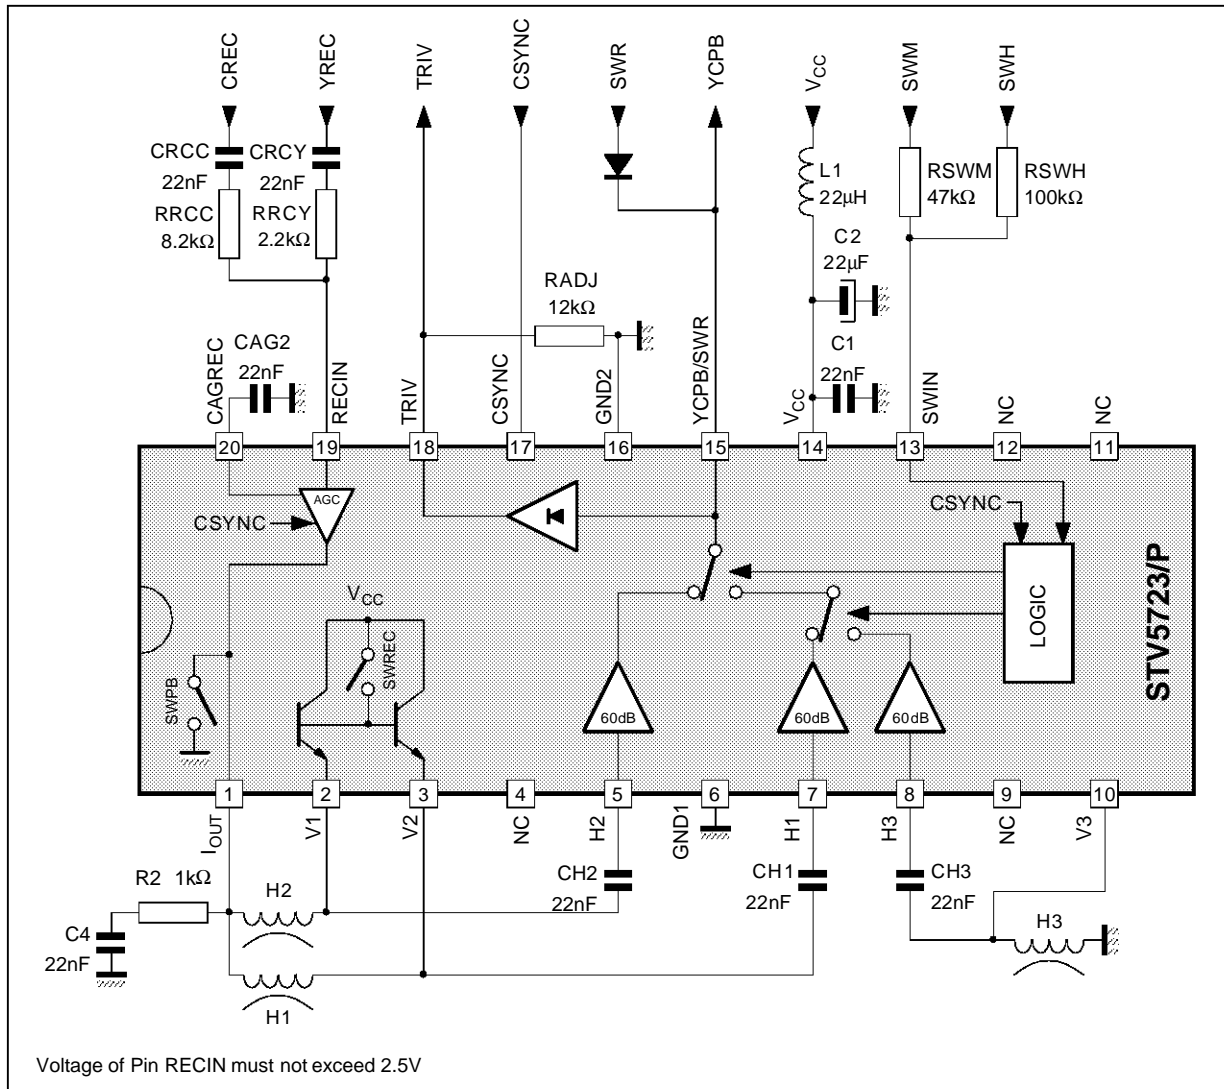 CREC
YREC
TRIV
CSYNC
SWR
YCPB
VCC
SWM
SWH
CRCC
22nF
CRCY
22nF
RRCC
8.2kΩ
RRCY
2.2kΩ
L1
22μH
RSWM
47kΩ
RSWH
100kΩ
C2
22μF
RADJ
12kΩ
CAG2
22nF
C1
22nF
CAGREC
RECIN
TRIV
CSYNC
GND2
YCPB/SWR
VCC
SWIN
NC
NC
20
19
18
17
16
15
14
13
12
11
AGC
CSYNC
CSYNC
VCC
SWREC
SWPB
LOGIC
STV5723/P
60dB
60dB
60dB
1
2
3
4
5
6
7
8
9
10
IOUT
V1
V2
NC
H2
GND1
H1
H3
NC
V3
R2 1kΩ
H2
CH2
22nF
CH1
22nF
CH3
22nF
H3
C4
22nF
H1
Voltage of Pin RECIN must not exceed 2.5V